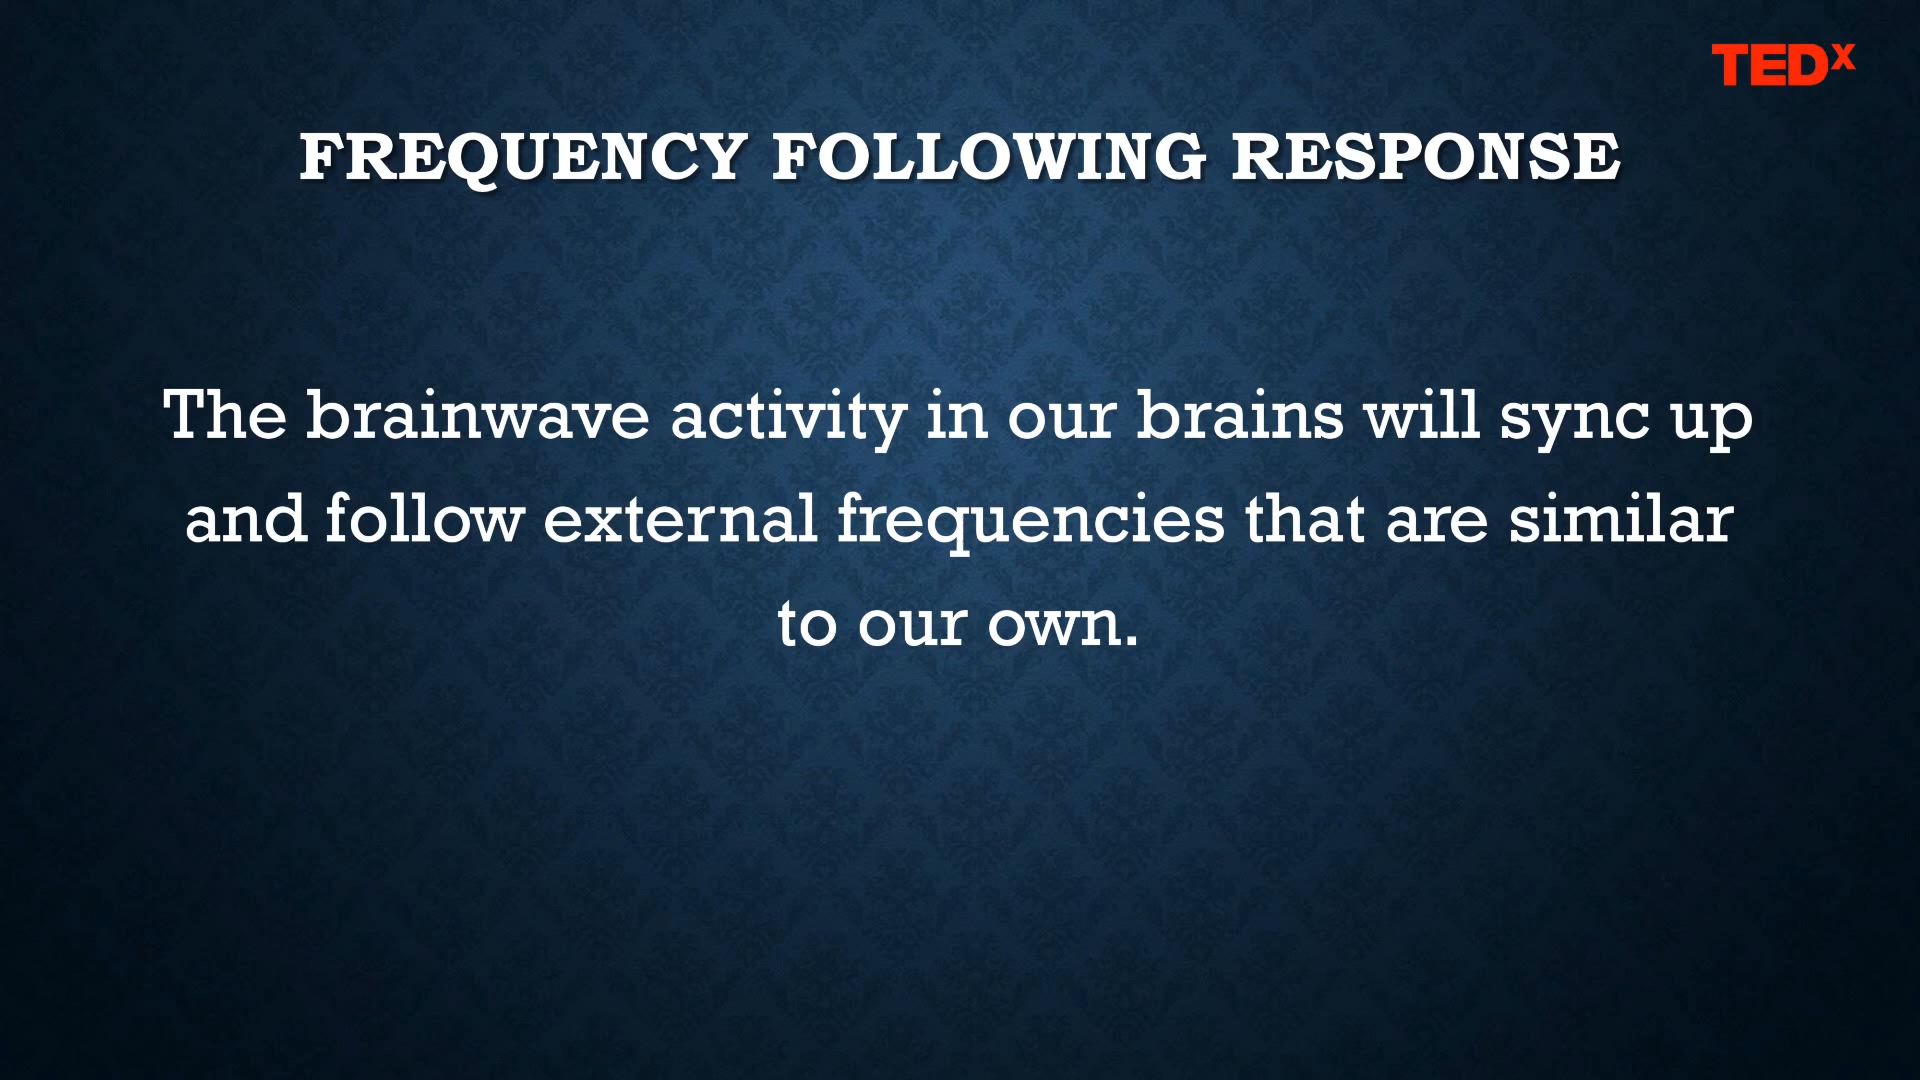 TEDx
FREQUENCY FOLLOWING RESPONSE
The brainwave activity in our brains will sync up
and follow external frequencies that are similar
to our own.